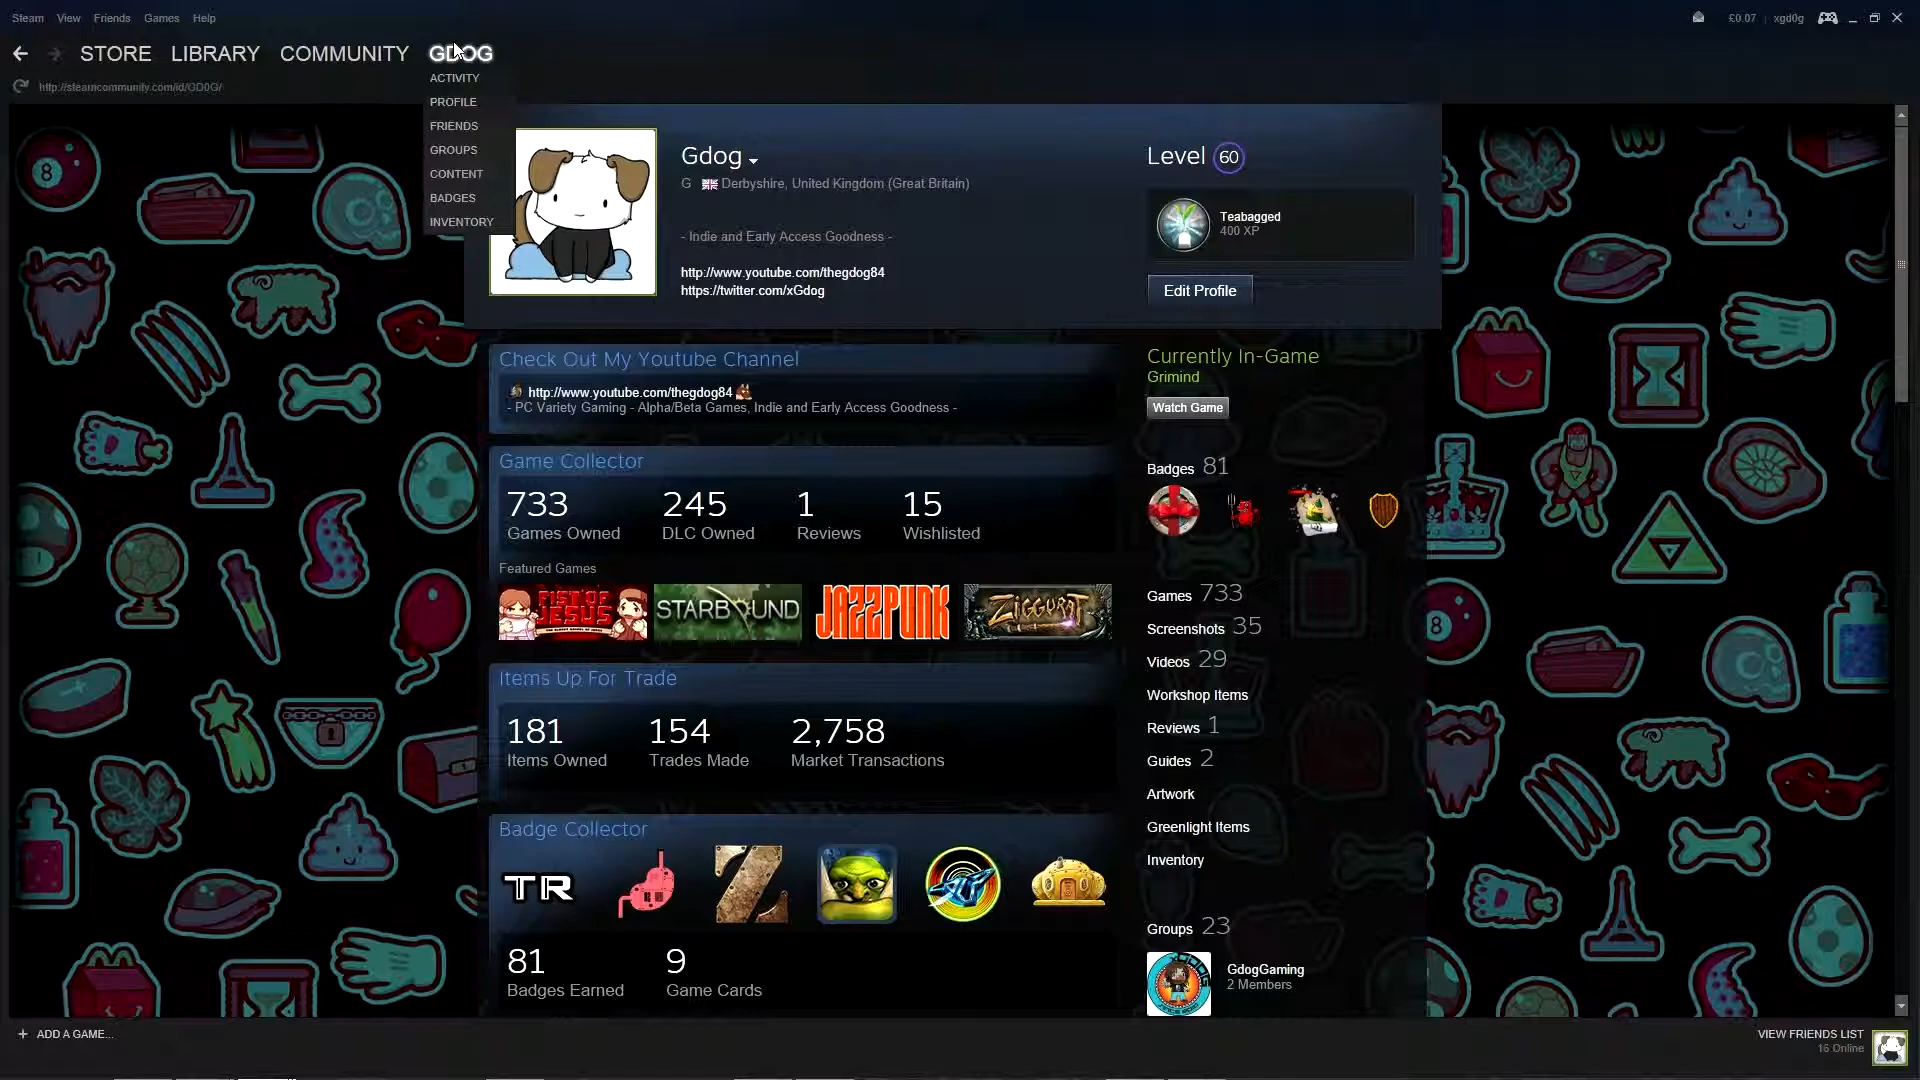 Steam View Friends Games Help
£0.07 xgd0g
STORE LIBRARY COMMUNITY GDOG
http://steamcommunity.com/id/GD0G/
ACTIVITY
PROFILE
FRIENDS
GROUPS
CONTENT
BADGES
INVENTORY
Gdog
G Derbyshire, United Kingdom (Great Britain)
- Indie and Early Access Goodness -
http://www.youtube.com/thegdog84
https://twitter.com/xGdog
Level 60
Teabagged
400 XP
Edit Profile
Check Out My Youtube Channel
http://www.youtube.com/thegdog84
- PC Variety Gaming - Alpha/Beta Games, Indie and Early Access Goodness -
Game Collector
733 245 1 15
Games Owned DLC Owned Reviews Wishlisted
Featured Games
FIST OF JESUS STARBOUND JAZZPUNK ZIGGURAT
Items Up For Trade
181 154 2,758
Items Owned Trades Made Market Transactions
Badge Collector
TR Z
81 9
Badges Earned Game Cards
Currently In-Game
Grimind
Watch Game
Badges 81
Games 733
Screenshots 35
Videos 29
Workshop Items
Reviews 1
Guides 2
Artwork
Greenlight Items
Inventory
Groups 23
GdogGaming
2 Members
8
8
+ ADD A GAME...
VIEW FRIENDS LIST
16 Online